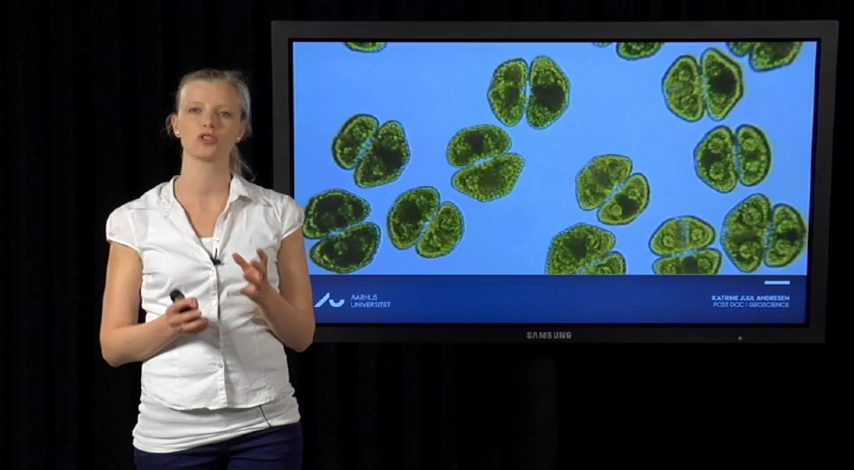 AARHUS
UNIVERSITET
KATRINE JUUL ANDRESEN
POST DOC | GEOSCIENCE
SAMSUNG